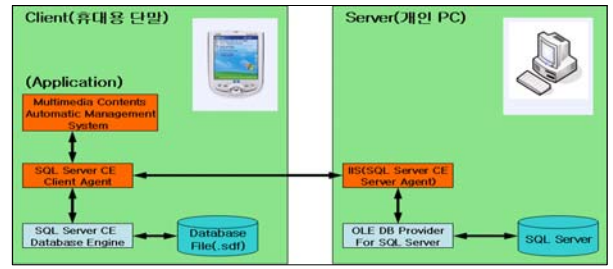 Client(휴대용 단말)
(Application)
Multimedia Contents
Automatic Management
System
SQL Server CE
Client Agent
SQL Server CE
Database Engine
Database
File(.sdf)
Server(개인 PC)
IIS(SQL Server CE
Server Agent)
OLE DB Provider
For SQL Server
SQL Server